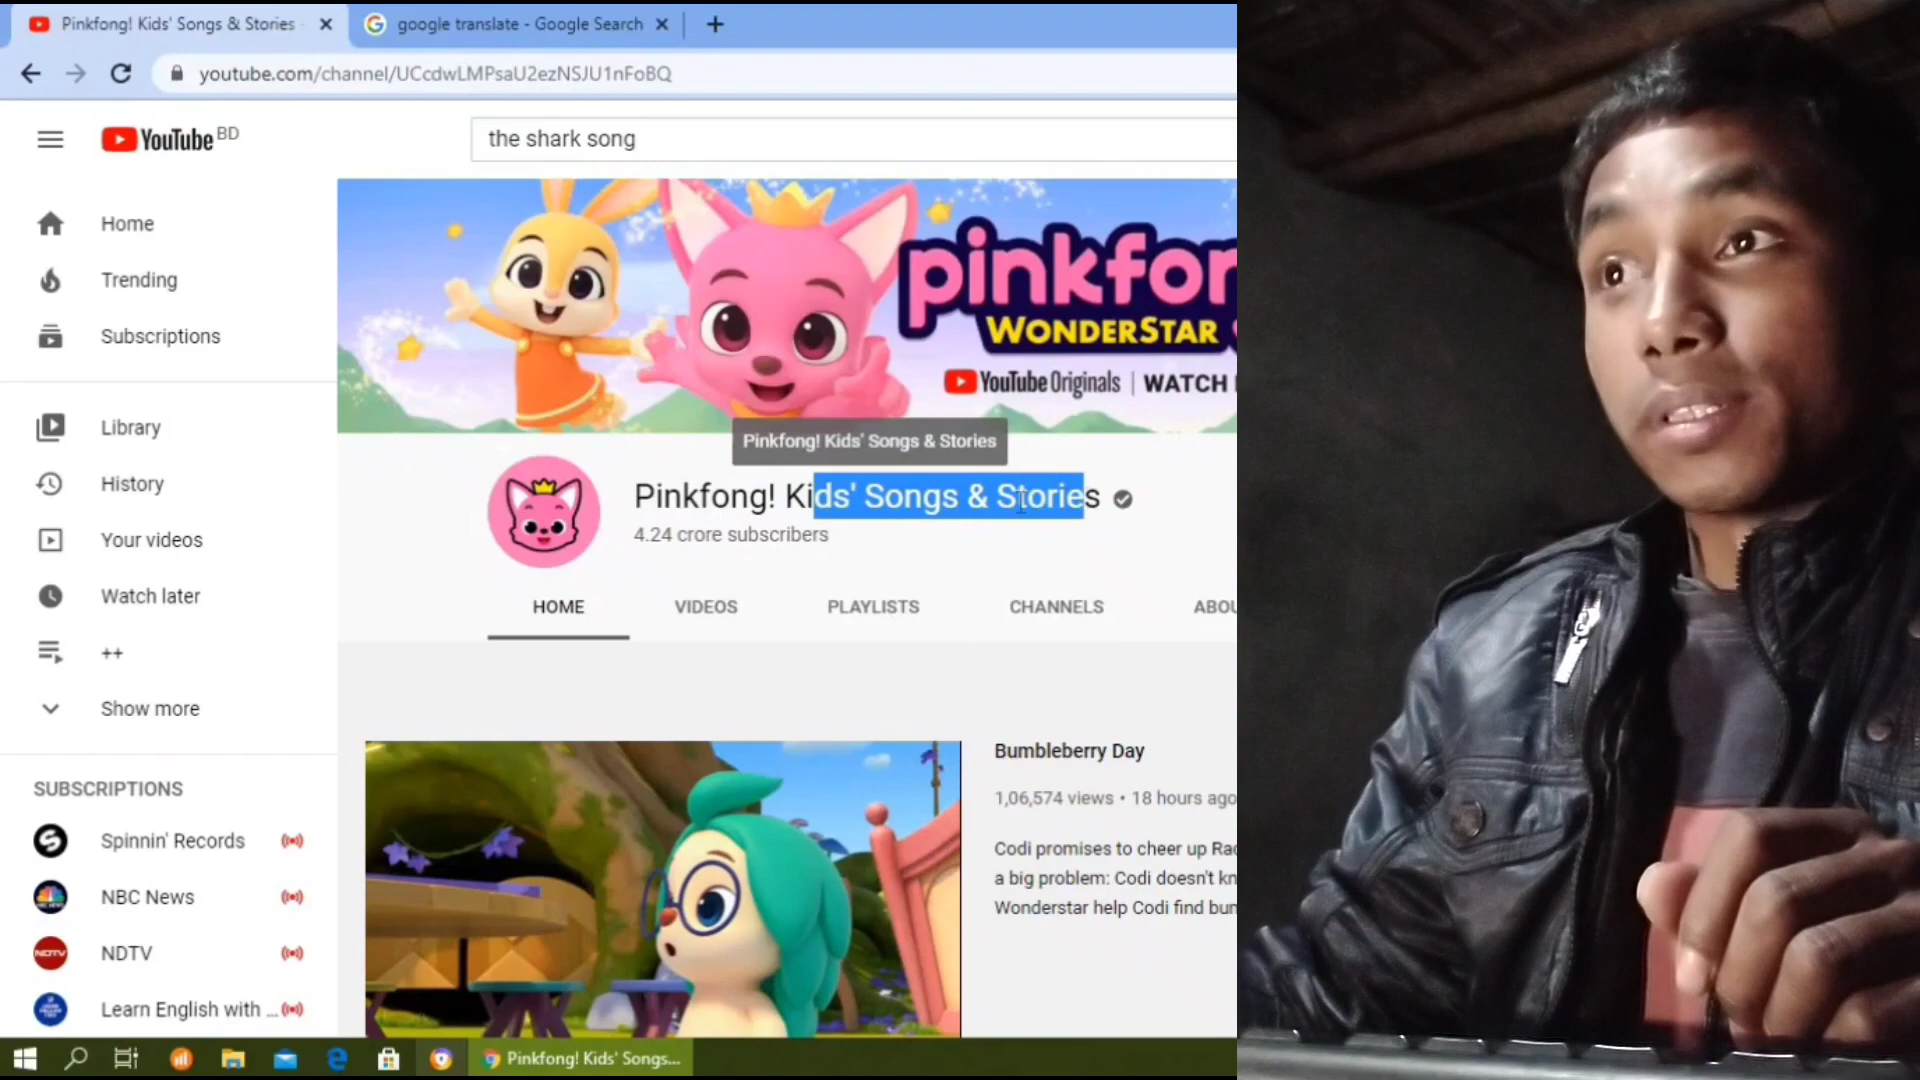 Pinkfong! Kids' Songs & Stories
google translate - Google Search
youtube.com/channel/UCcdwLMPsaU2ezNSJU1nFoBQ
YouTube BD
the shark song
Home
Trending
Subscriptions
Library
History
Your videos
Watch later
++
Show more
SUBSCRIPTIONS
Spinnin' Records
NBC News
NDTV
Learn English with ...
pinkfon
WONDERSTAR
YouTube Originals | WATCH
Pinkfong! Kids' Songs & Stories
Pinkfong! Kids' Songs & Stories
4.24 crore subscribers
HOME
VIDEOS
PLAYLISTS
CHANNELS
ABOU
Bumbleberry Day
1,06,574 views • 18 hours ago
Codi promises to cheer up Ra
a big problem: Codi doesn't kn
Wonderstar help Codi find bu
Pinkfong! Kids' Songs...